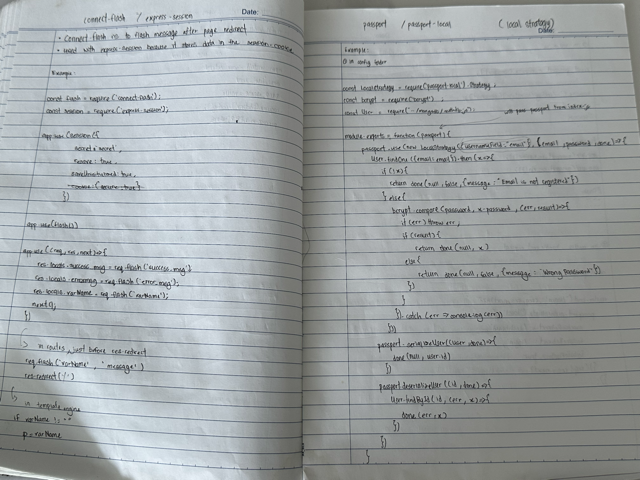 connect-flash / express-session Date:
• Connect flash is to flash message after page redirect
• used with express-session because it stores data in the session-cookie
Example:
const flash = require('connect-flash');
const session = require('express-session');
app.use(session({
secret: 'secret',
resave: true,
saveUninitialized: true,
cookie: {secure: true}
})
app.use(flash())
app.use((req, res, next)=>{
res.locals.success_msg = req.flash('success_msg');
res.locals.error_msg = req.flash('error_msg');
res.locals.varName = req.flash('varName');
next();
})
in routes, just before res.redirect
req.flash('varName', "message")
res.redirect('/')
in template engine
if varName !=
p = varName
passport / passport-local (local strategy)
Date:
Example:
in config folder
const localStrategy = require('passport-local').Strategy,
const bcrypt = require('bcrypt'),
const User = require(
pass passport from
module.exports = function(passport){
passport.use(new LocalStrategy({usernameField:"email"}, (email, password, done)=>{
User.findOne({email:email}).then(x=>{
if(!x){
return done(null, false, {message: "Email is not registered"})
} else{
bcrypt.compare(password, x.password, (err, result)=>{
if(err) throw err,
if(result){
return done(null, x)
else{
return done(null, false, {message: "Wrong Password"})
})
}
}).catch(err => console.log(err))
}))
passport.serializeUser((user, done)=>{
done(null, user.id)
})
passport.deserializeUser((id, done)=>{
User.findById(id, (err, x)=>{
done(err, x)
})
})
}